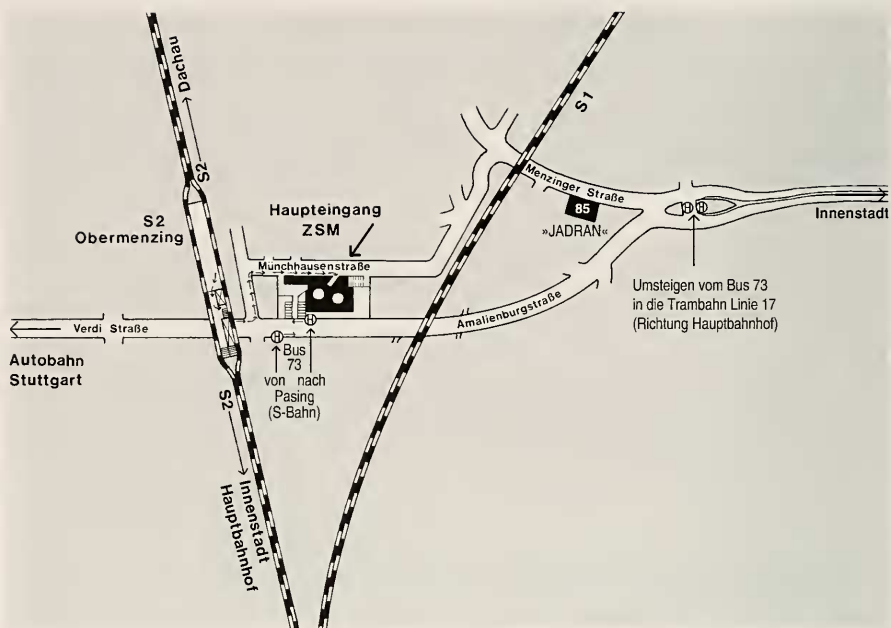 Dachau
S2
S1
S2
Obermenzing
Haupteingang
ZSM
Münchhausenstraße
Menzinger Straße
85
»JADRAN«
H H
Innenstadt
Umsteigen vom Bus 73
in die Trambahn Linie 17
(Richtung Hauptbahnhof)
Verdi Straße
Amalienburgstraße
Autobahn
Stuttgart
H
H
Bus
73
von nach
Pasing
(S-Bahn)
S2
Innenstadt
Hauptbahnhof